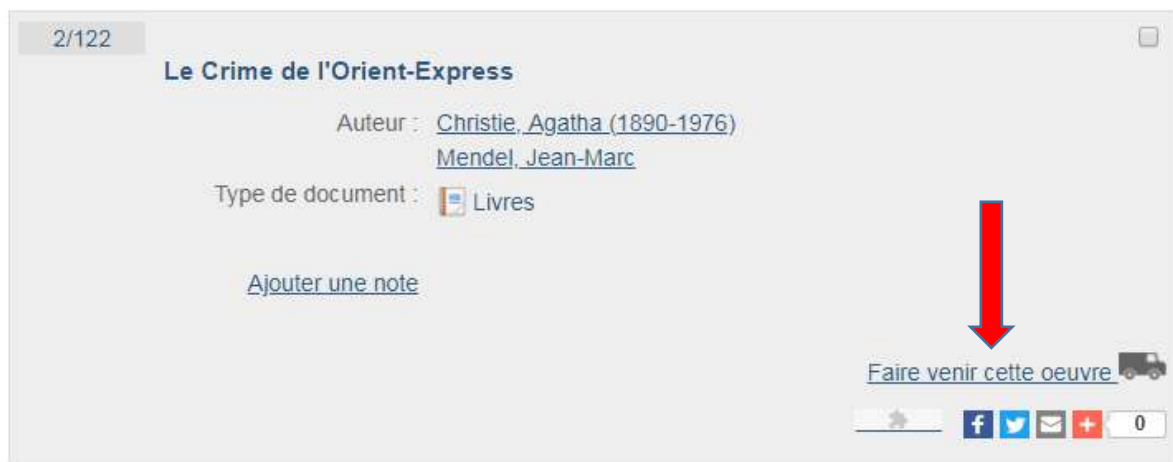 2/122
Le Crime de l'Orient-Express
Auteur : Christie, Agatha (1890-1976)
Mendel, Jean-Marc
Type de document : Livres
Ajouter une note
Faire venir cette oeuvre
f + 0